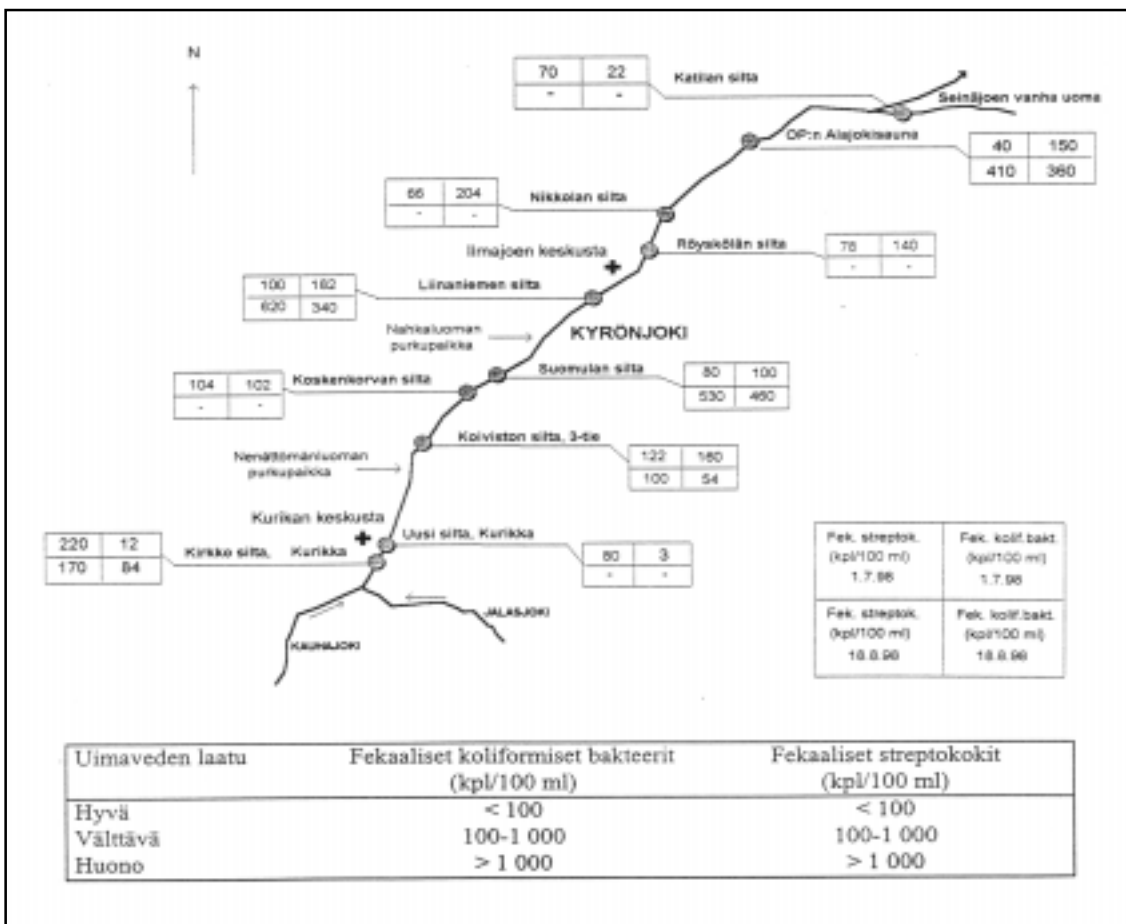 N
70 22
- -
Katilan silta
Seinäjoen vanha uoma
OP:n Alajokisauna
40 150
410 360
66 204
- -
Nikkolan silta
Ilmajoen keskusta
Röyskölän silta
78 140
- -
100 182
620 340
Liinaniemen silta
Nahkaluoman
purkupaikka
KYRÖNJOKI
104 102
- -
Koskenkorvan silta
Suomulan silta
80 100
530 460
Koiviston silta, 3-tie
122 160
100 54
Nenättömänluoman
purkupaikka
Kurikan keskusta
220 12
170 84
Kirkko silta, Kurikka
Uusi silta, Kurikka
80 3
- -
JALASJOKI
KAUHAJOKI
Fek. streptok.
(kpl/100 ml)
1.7.98
Fek. kolif.bakt.
(kpl/100 ml)
1.7.98
Fek. streptok.
(kpl/100 ml)
18.8.98
Fek. kolif.bakt.
(kpl/100 ml)
18.8.98
Uimaveden laatu Fekaaliset koliformiset bakteerit Fekaaliset streptokokit
(kpl/100 ml) (kpl/100 ml)
Hyvä < 100 < 100
Välttävä 100-1 000 100-1 000
Huono > 1 000 > 1 000